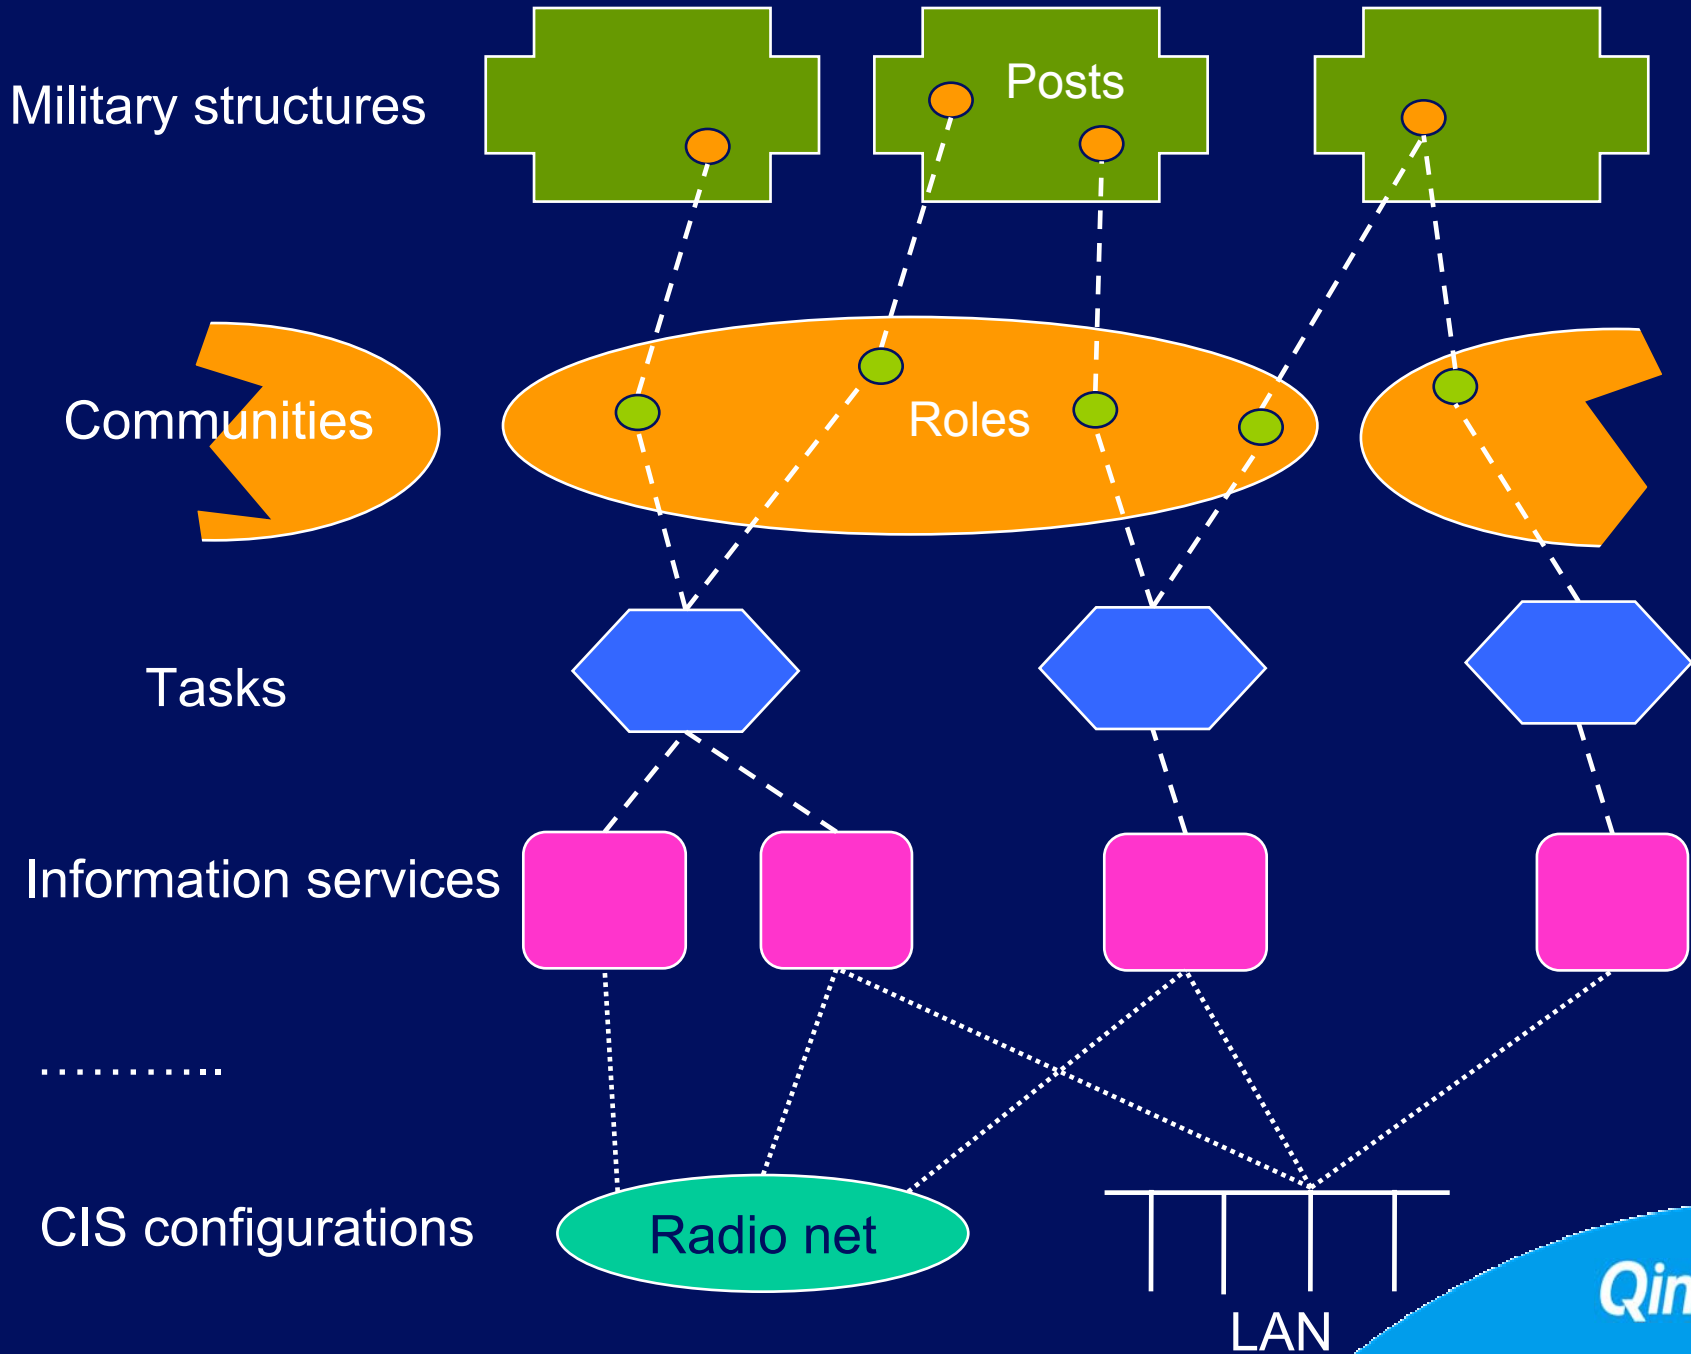 Military structures
Posts
Communities
Roles
Tasks
Information services
CIS configurations
Radio net
LAN